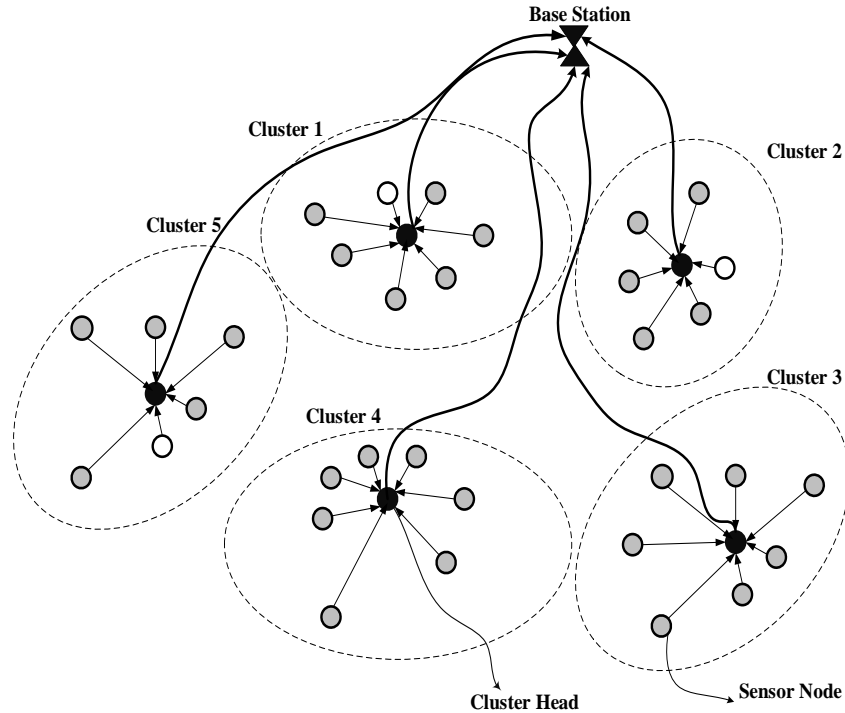 Base Station
Cluster 1
Cluster 2
Cluster 5
Cluster 3
Cluster 4
Sensor Node
Cluster Head